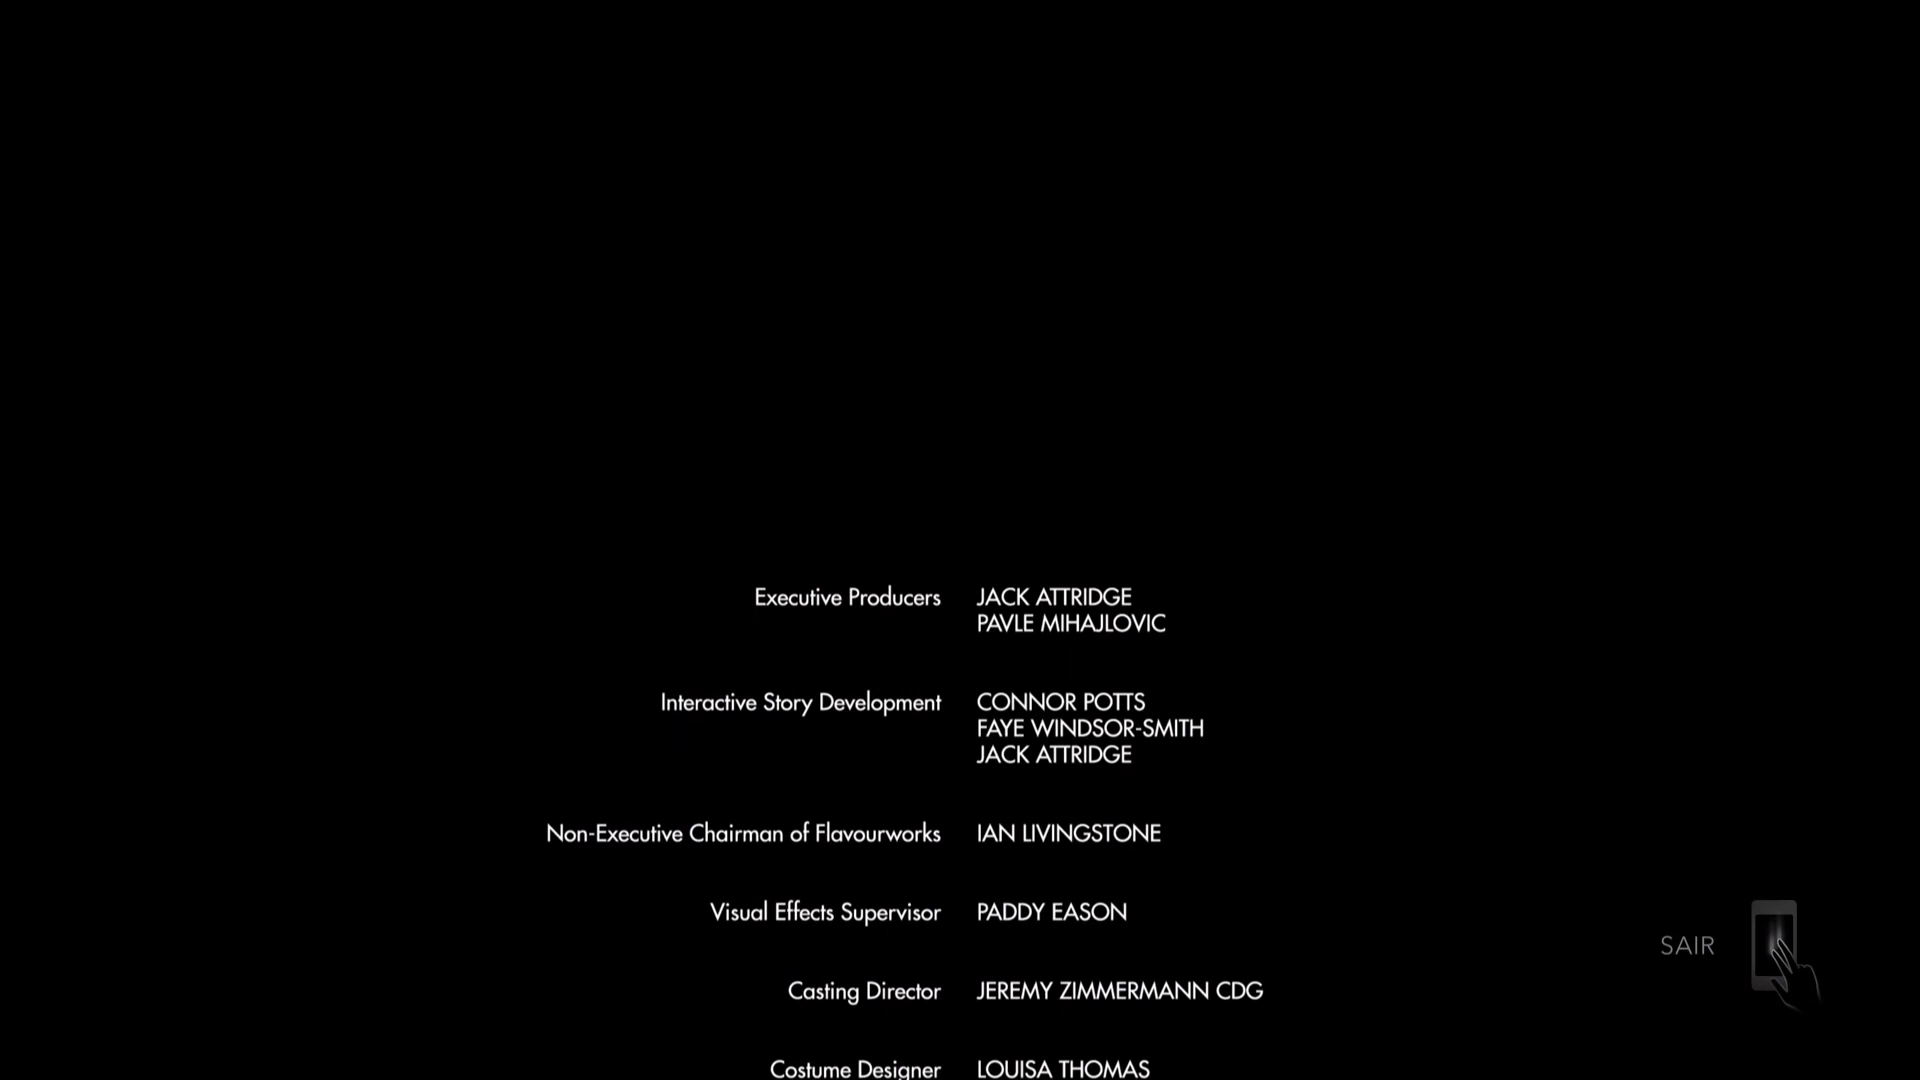 Executive Producers JACK ATTRIDGE
PAVLE MIHAJLOVIC
Interactive Story Development CONNOR POTTS
FAYE WINDSOR-SMITH
JACK ATTRIDGE
Non-Executive Chairman of Flavourworks IAN LIVINGSTONE
Visual Effects Supervisor PADDY EASON
SAIR
Casting Director JEREMY ZIMMERMANN CDG
Costume Designer LOUISA THOMAS